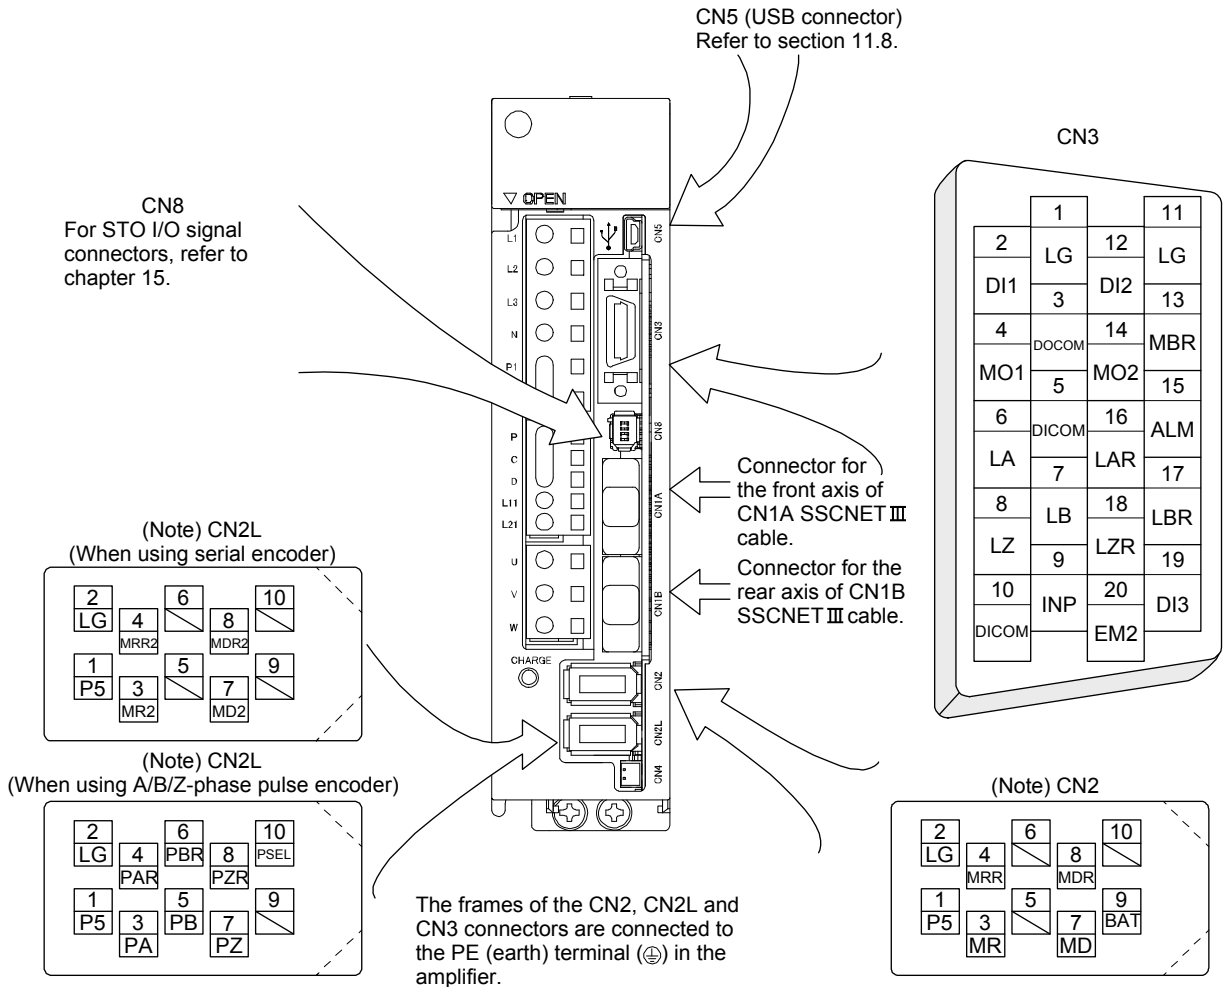 CN5 (USB connector)
Refer to section 11.8.
CN8
For STO I/O signal
connectors, refer to
chapter 15.
OPEN
L1
L2
L3
N
P1
P
C
D
L11
L21
U
V
W
CHARGE
CN5
CN3
CN8
CN1A
CN1B
CN2
CN2L
CN4
Connector for
the front axis of
CN1A SSCNET Ⅲ
cable.
Connector for the
rear axis of CN1B
SSCNET Ⅲ cable.
CN3
1
LG
2
DI1
3
DOCOM
4
MO1
5
DICOM
6
LA
7
LB
8
LZ
9
INP
10
DICOM
11
LG
12
DI2
13
MBR
14
MO2
15
ALM
16
LAR
17
LBR
18
LZR
19
DI3
20
EM2
(Note) CN2L
(When using serial encoder)
2 6 10
LG 4 8
MRR2 MDR2
1 5 9
P5 3 7
MR2 MD2
(Note) CN2L
(When using A/B/Z-phase pulse encoder)
2 6 10
LG 4 PBR 8 PSEL
PAR PZR
1 5 9
P5 3 PB 7
PA PZ
The frames of the CN2, CN2L and
CN3 connectors are connected to
the PE (earth) terminal (⏚) in the
amplifier.
(Note) CN2
2 6 10
LG 4 8
MRR MDR
1 5 9
P5 3 7 BAT
MR MD